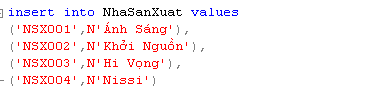 insert into NhaSanXuat values
('NSX001',N'Ánh Sáng'),
('NSX002',N'Khởi Nguồn'),
('NSX003',N'Hi Vọng'),
('NSX004',N'Nissi')